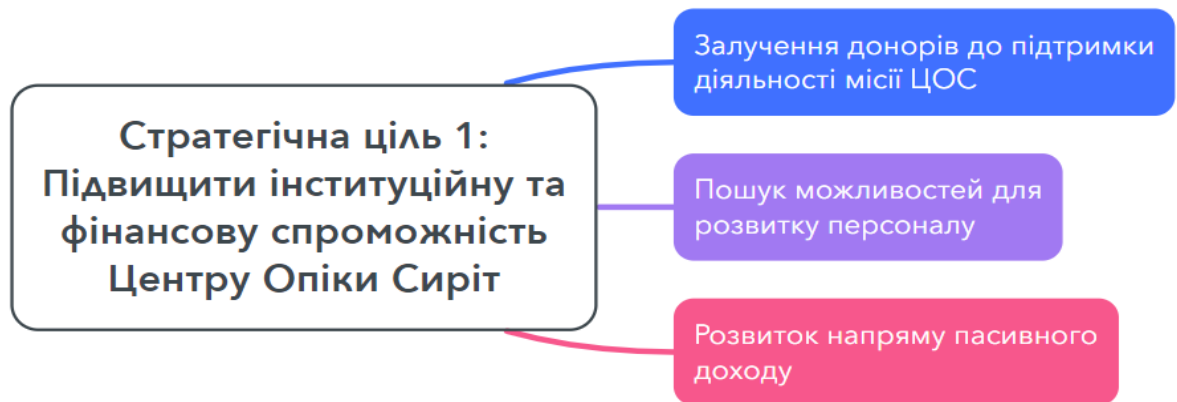 Стратегічна ціль 1:
Підвищити інституційну та
фінансову спроможність
Центру Опіки Сиріт
Залучення донорів до підтримки
діяльності місії ЦОС
Пошук можливостей для
розвитку персоналу
Розвиток напряму пасивного
доходу